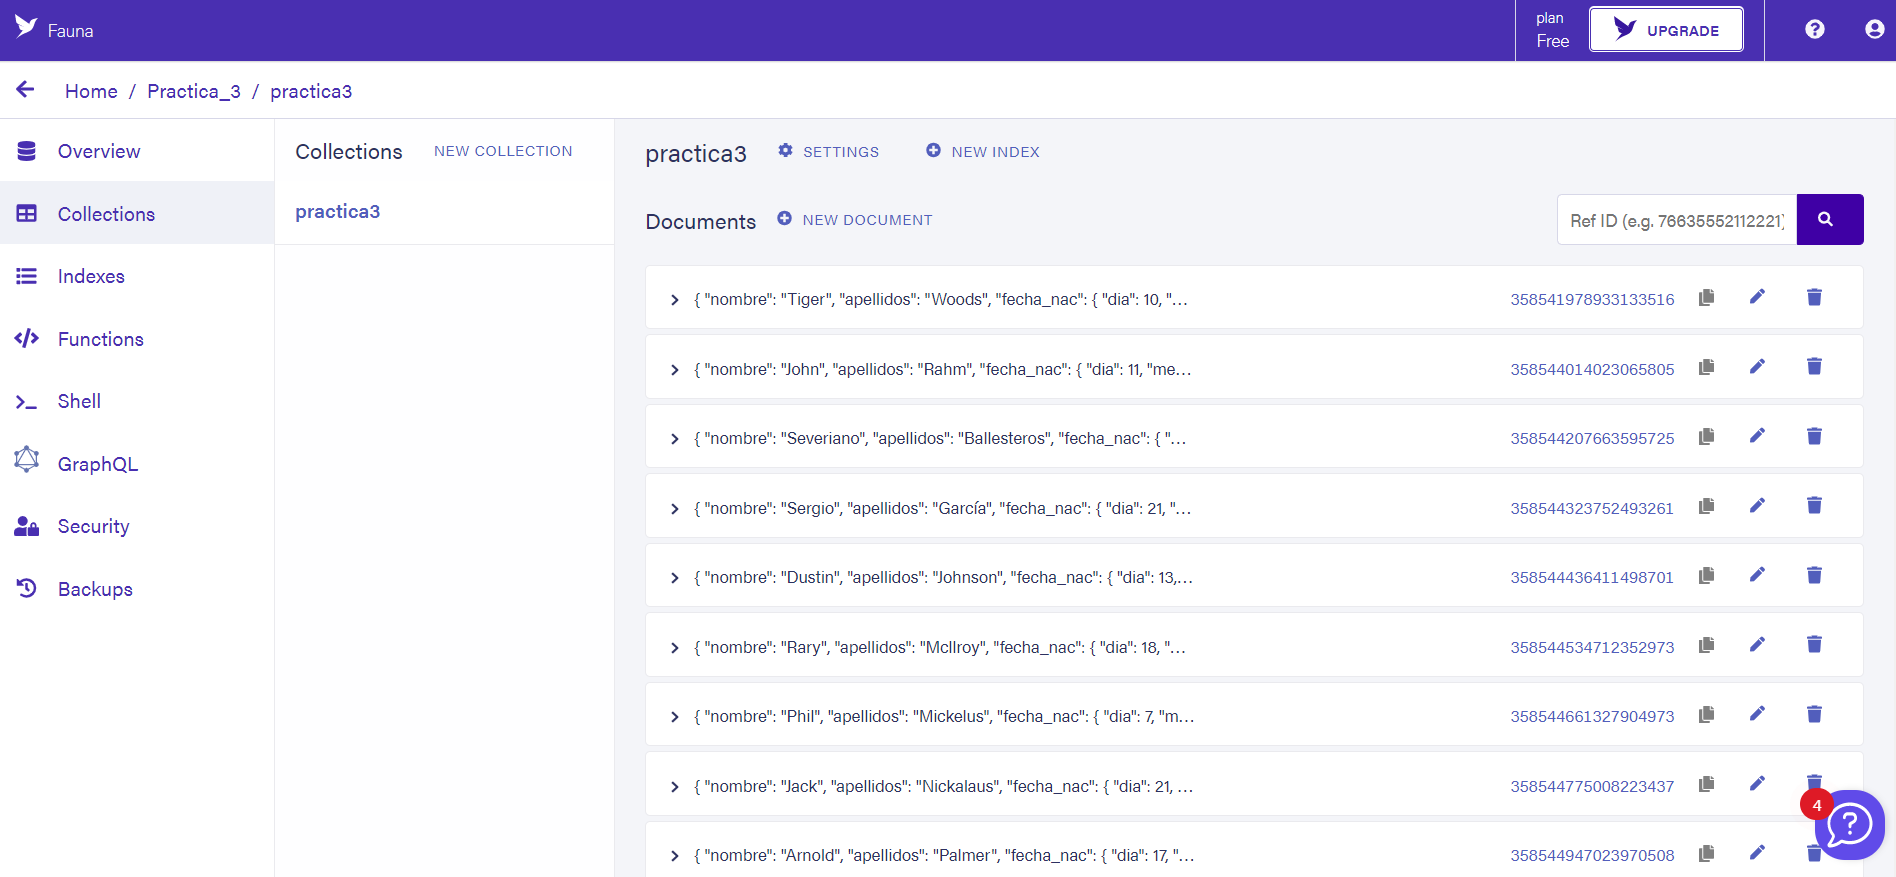 Fauna
plan
Free
UPGRADE
Home / Practica_3 / practica3
Overview
Collections
Indexes
Functions
Shell
GraphQL
Security
Backups
Collections NEW COLLECTION
practica3
practica3 SETTINGS NEW INDEX
Documents NEW DOCUMENT
Ref ID (e.g. 76635552112221)
{ "nombre": "Tiger", "apellidos": "Woods", "fecha_nac": { "dia": 10, "... 358541978933133516
{ "nombre": "John", "apellidos": "Rahm", "fecha_nac": { "dia": 11, "me... 358544014023065805
{ "nombre": "Severiano", "apellidos": "Ballesteros", "fecha_nac": { "... 358544207663595725
{ "nombre": "Sergio", "apellidos": "García", "fecha_nac": { "dia": 21, "... 358544323752493261
{ "nombre": "Dustin", "apellidos": "Johnson", "fecha_nac": { "dia": 13,... 358544436411498701
{ "nombre": "Rary", "apellidos": "McIlroy", "fecha_nac": { "dia": 18, "... 358544534712352973
{ "nombre": "Phil", "apellidos": "Mickelus", "fecha_nac": { "dia": 7, "m... 358544661327904973
{ "nombre": "Jack", "apellidos": "Nickalaus", "fecha_nac": { "dia": 21, ... 358544775008223437
4
{ "nombre": "Arnold", "apellidos": "Palmer", "fecha_nac": { "dia": 17, "... 358544947023970508